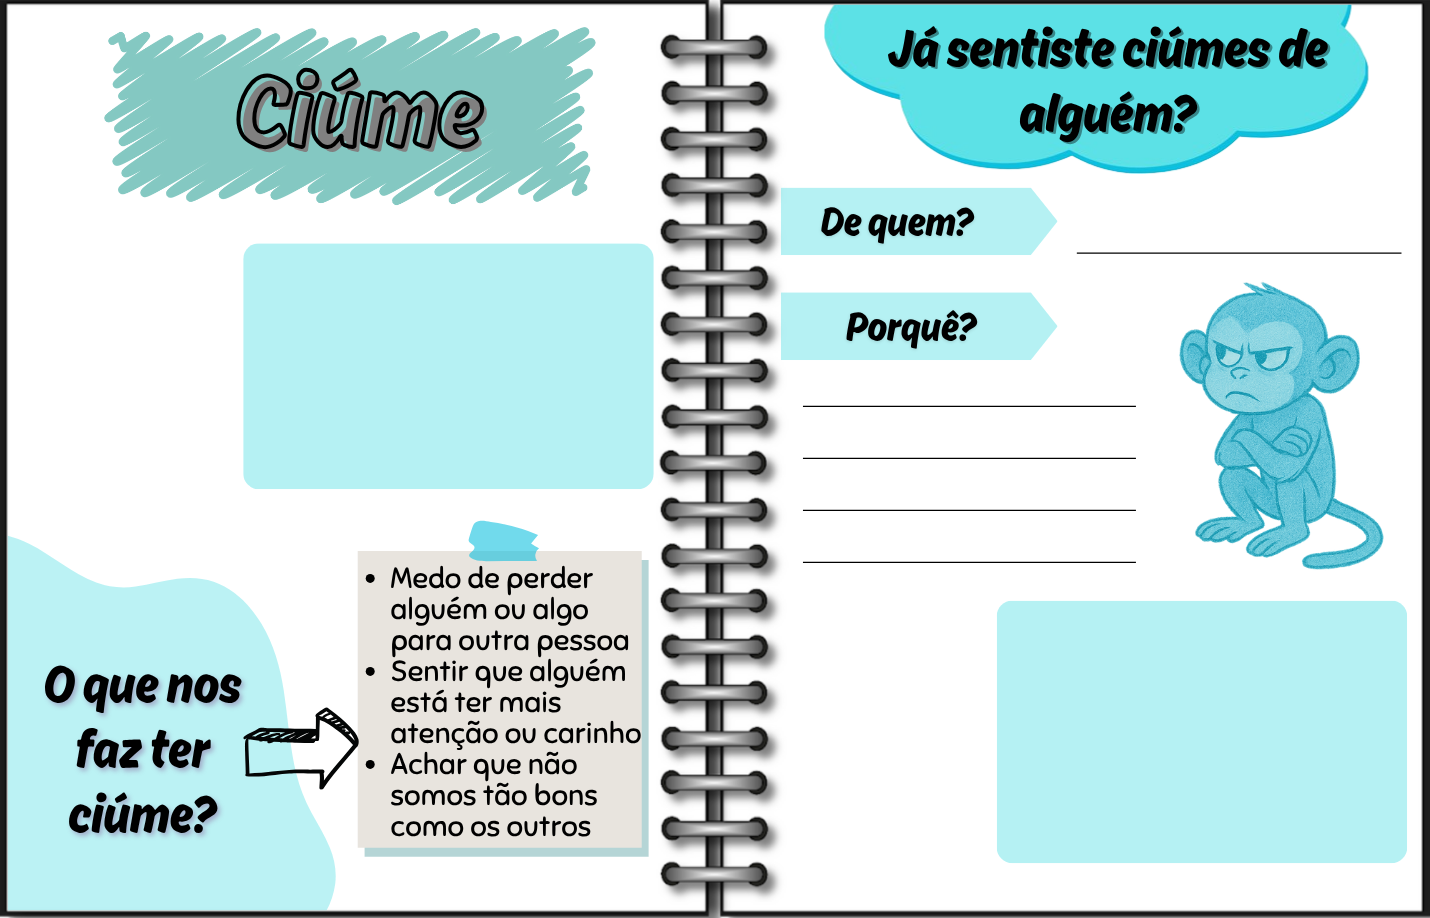 Ciúme
O que nos
faz ter
ciúme?
• Medo de perder
alguém ou algo
para outra pessoa
• Sentir que alguém
está ter mais
atenção ou carinho
• Achar que não
somos tão bons
como os outros
Já sentiste ciúmes de
alguém?
De quem?
Porquê?